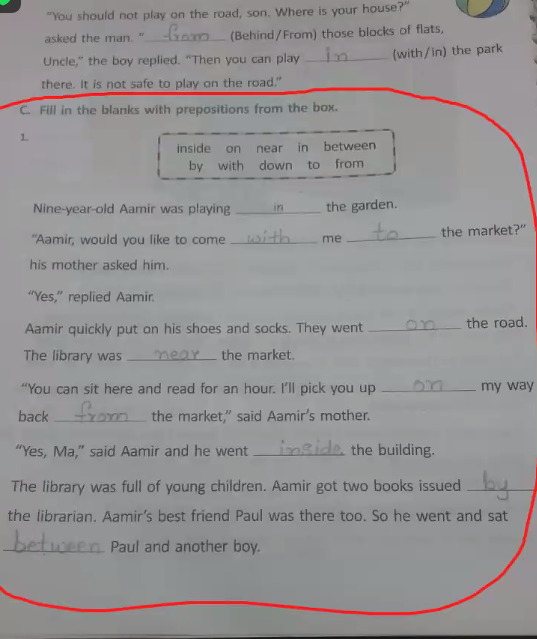 "You should not play on the road, son. Where is your house?"
asked the man. " from (Behind/From) those blocks of flats,
Uncle," the boy replied. "Then you can play in (with/in) the park
there. It is not safe to play on the road."
C. Fill in the blanks with prepositions from the box.
1.
inside on near in between
by with down to from
Nine-year-old Aamir was playing in the garden.
"Aamir, would you like to come with me to the market?"
his mother asked him.
"Yes," replied Aamir.
Aamir quickly put on his shoes and socks. They went on the road.
The library was near the market.
"You can sit here and read for an hour. I'll pick you up on my way
back from the market," said Aamir's mother.
"Yes, Ma," said Aamir and he went inside the building.
The library was full of young children. Aamir got two books issued by
the librarian. Aamir's best friend Paul was there too. So he went and sat
between Paul and another boy.